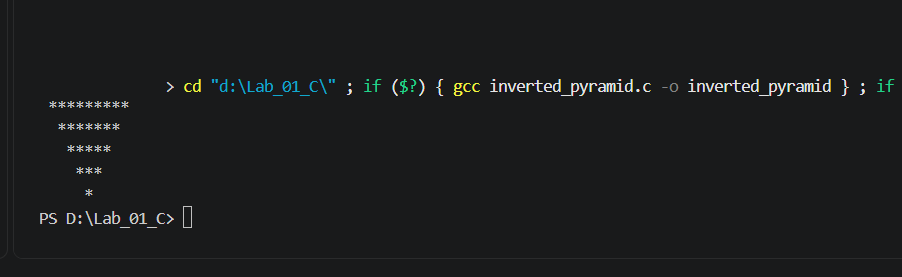 > cd "d:\Lab_01_C\" ; if ($?) { gcc inverted_pyramid.c -o inverted_pyramid } ; if
 *********
  *******
   *****
    ***
     *
PS D:\Lab_01_C>